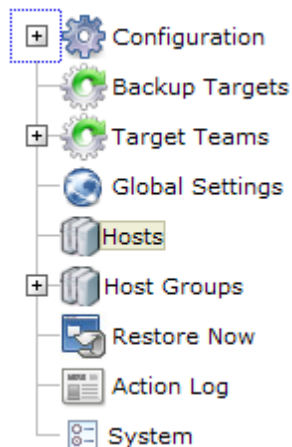 Configuration
Backup Targets
Target Teams
Global Settings
Hosts
Host Groups
Restore Now
Action Log
System